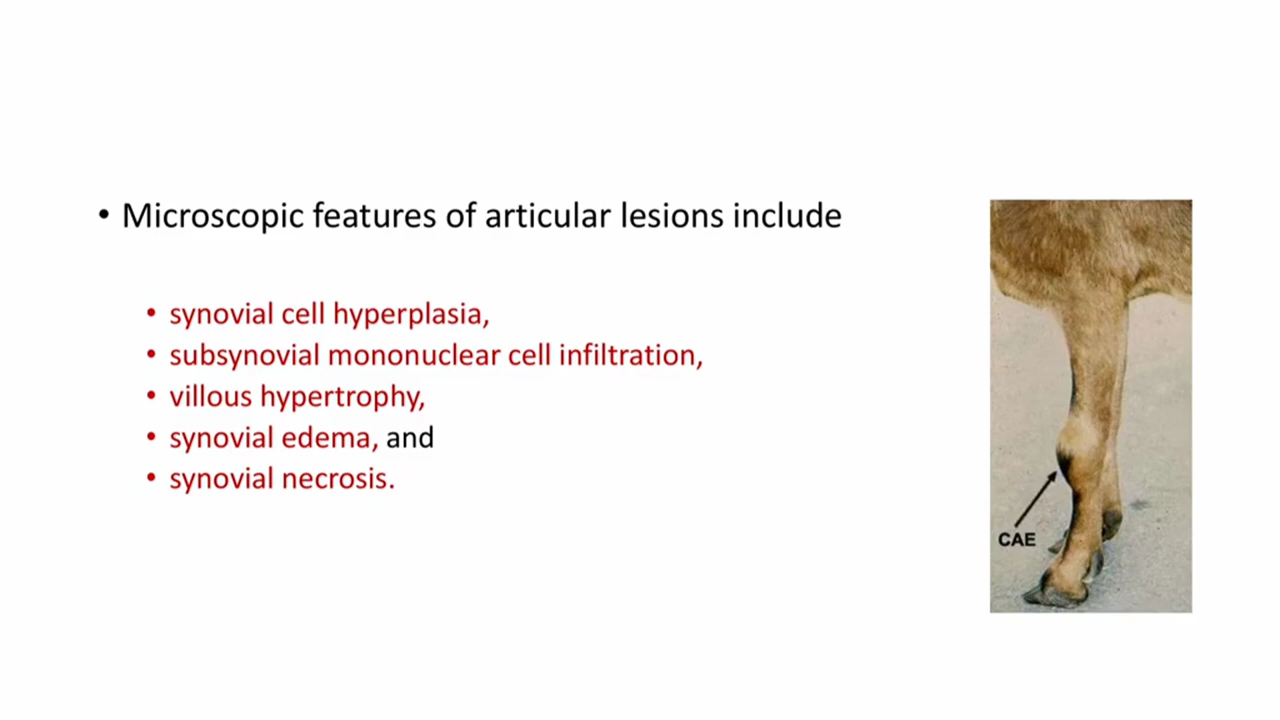 • Microscopic features of articular lesions include
• synovial cell hyperplasia,
• subsynovial mononuclear cell infiltration,
• villous hypertrophy,
• synovial edema, and
• synovial necrosis.
CAE